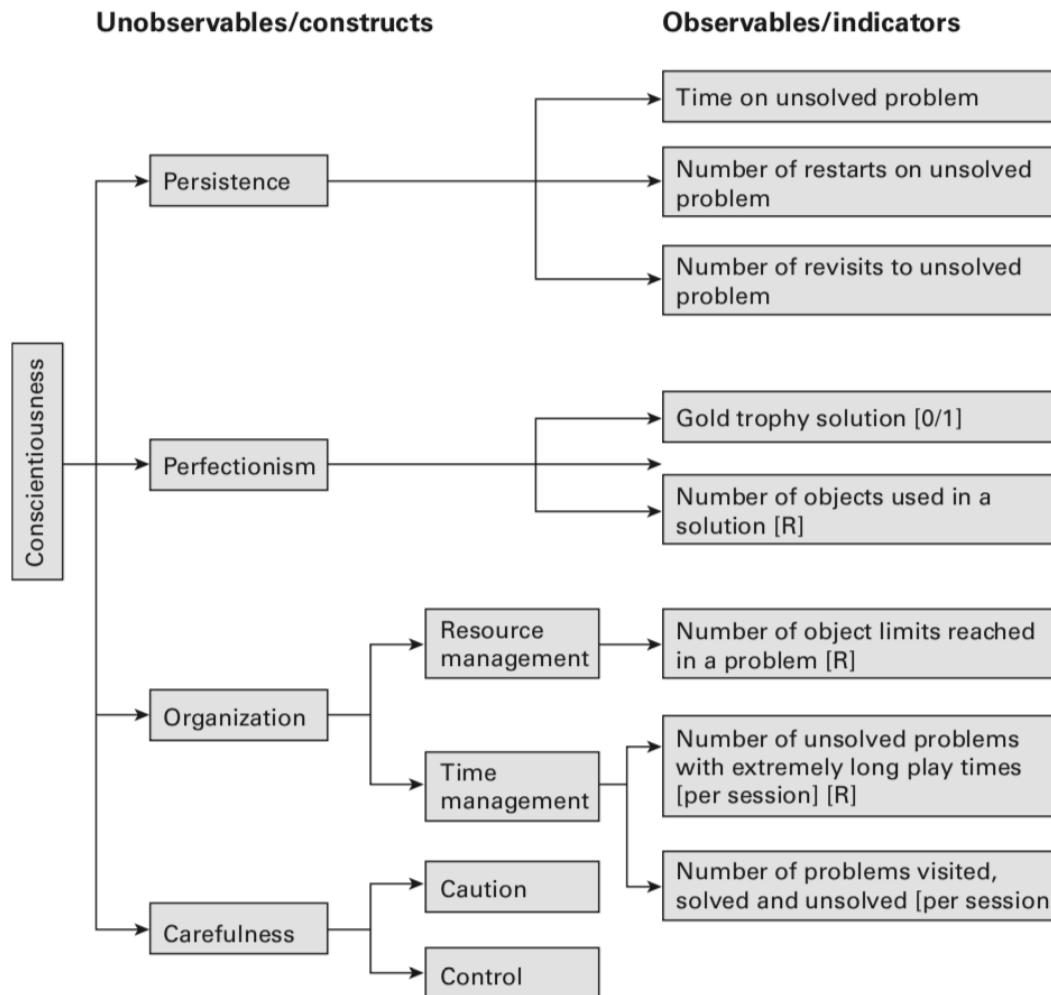 Unobservables/constructs
Observables/indicators
Conscientiousness
Persistence
Time on unsolved problem
Number of restarts on unsolved
problem
Number of revisits to unsolved
problem
Perfectionism
Gold trophy solution [0/1]
Number of objects used in a
solution [R]
Organization
Resource
management
Number of object limits reached
in a problem [R]
Time
management
Number of unsolved problems
with extremely long play times
[per session] [R]
Number of problems visited,
solved and unsolved [per session
Carefulness
Caution
Control